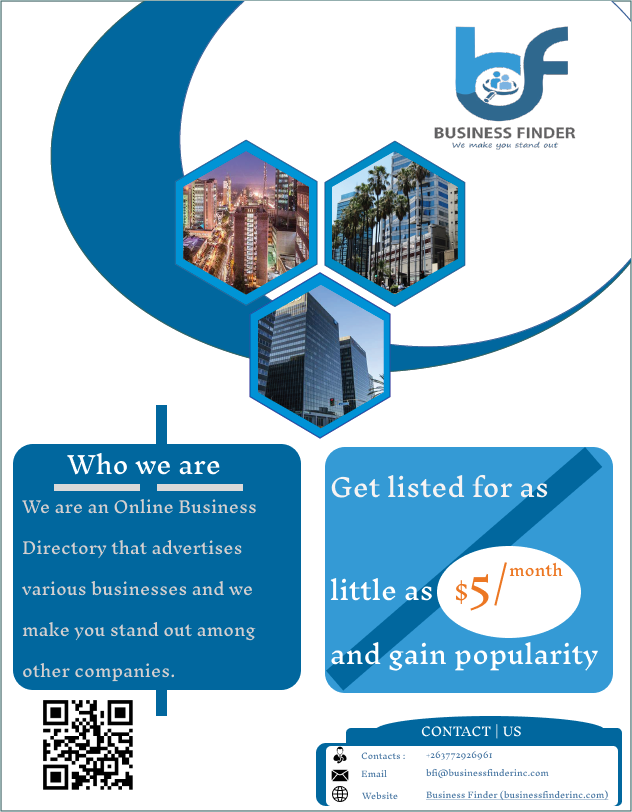 bf
BUSINESS FINDER
We make you stand out
Who we are
We are an Online Business
Directory that advertises
various businesses and we
make you stand out among
other companies.
Get listed for as
little as $5/month
and gain popularity
CONTACT | US
Contacts : +263772926961
Email bfi@businessfinderinc.com
Website Business Finder (businessfinderinc.com)